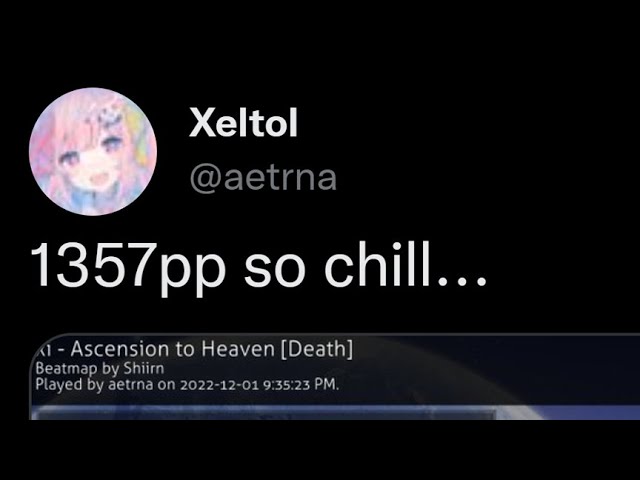 Xeltol
@aetrna
1357pp so chill...
- Ascension to Heaven [Death]
Beatmap by Shiirn
Played by aetrna on 2022-12-01 9:35:23 PM.